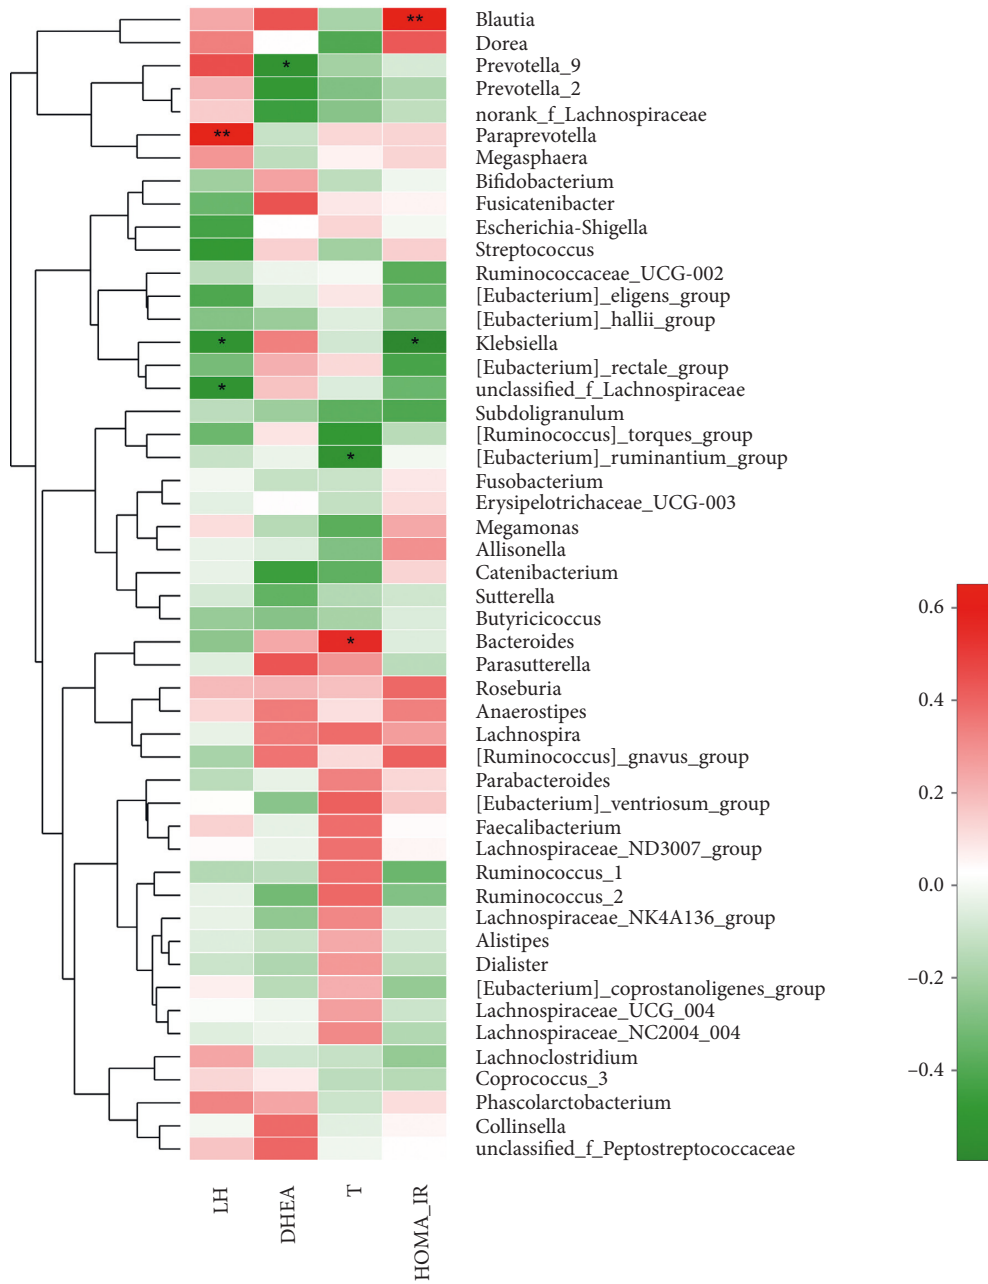 ** ** Blautia
Dorea
* Prevotella_9
Prevotella_2
norank_f_Lachnospiraceae
** Paraprevotella
Megasphaera
Bifidobacterium
Fusicatenibacter
Escherichia-Shigella
Streptococcus
Ruminococcaceae_UCG-002
[Eubacterium]_eligens_group
[Eubacterium]_hallii_group
* * Klebsiella
[Eubacterium]_rectale_group
* unclassified_f_Lachnospiraceae
Subdoligranulum
[Ruminococcus]_torques_group
* [Eubacterium]_ruminantium_group
Fusobacterium
Erysipelotrichaceae_UCG-003
Megamonas
Allisonella
Catenibacterium
Sutterella
Butyricicoccus
* Bacteroides
Parasutterella
Roseburia
Anaerostipes
Lachnospira
[Ruminococcus]_gnavus_group
Parabacteroides
[Eubacterium]_ventriosum_group
Faecalibacterium
Lachnospiraceae_ND3007_group
Ruminococcus_1
Ruminococcus_2
Lachnospiraceae_NK4A136_group
Alistipes
Dialister
[Eubacterium]_coprostanoligenes_group
Lachnospiraceae_UCG_004
Lachnospiraceae_NC2004_004
Lachnoclostridium
Coprococcus_3
Phascolarctobacterium
Collinsella
unclassified_f_Peptostreptococcaceae
LH
DHEA
T
HOMA_IR
0.6
0.4
0.2
0.0
–0.2
–0.4